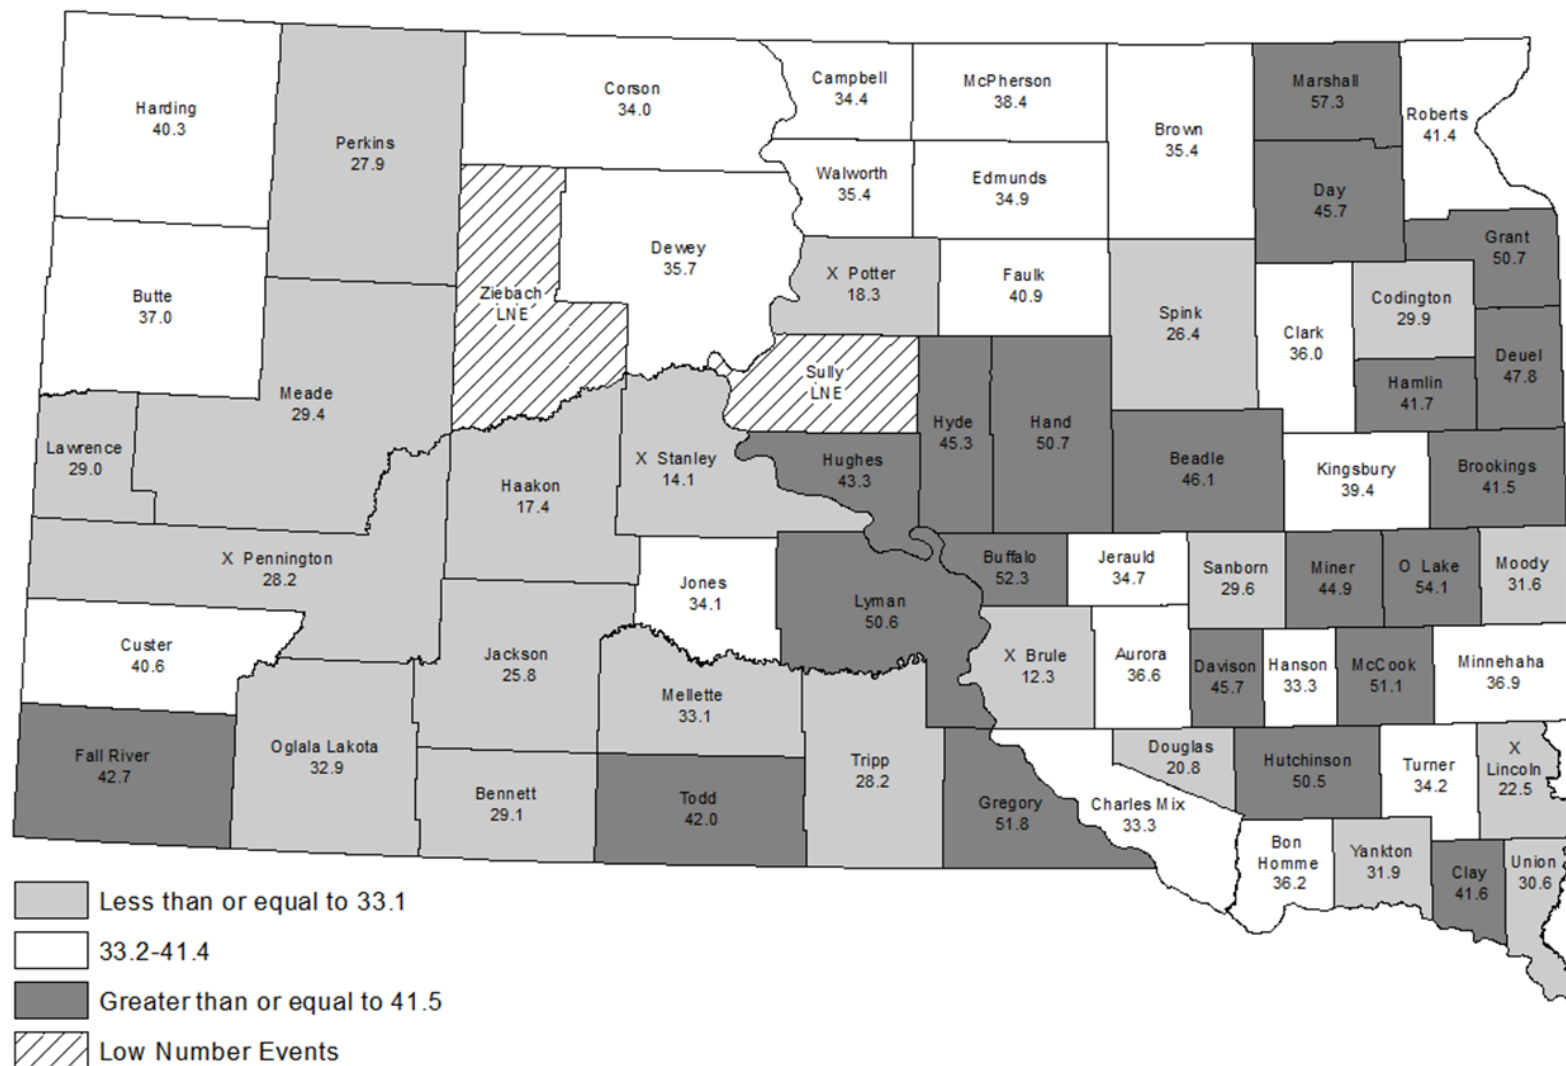 Harding
40.3
Perkins
27.9
Corson
34.0
Campbell
34.4
McPherson
38.4
Brown
35.4
Marshall
57.3
Roberts
41.4
Walworth
35.4
Edmunds
34.9
Day
45.7
Butte
37.0
Ziebach
LNE
Dewey
35.7
X Potter
18.3
Faulk
40.9
Spink
26.4
Clark
36.0
Codington
29.9
Grant
50.7
Meade
29.4
Sully
LNE
Hyde
45.3
Hand
50.7
Hamlin
41.7
Deuel
47.8
Lawrence
29.0
Haakon
17.4
X Stanley
14.1
Hughes
43.3
Beadle
46.1
Kingsbury
39.4
Brookings
41.5
X Pennington
28.2
Jones
34.1
Lyman
50.6
Buffalo
52.3
Jerauld
34.7
Sanborn
29.6
Miner
44.9
O Lake
54.1
Moody
31.6
Custer
40.6
Jackson
25.8
Mellette
33.1
X Brule
12.3
Aurora
36.6
Davison
45.7
Hanson
33.3
McCook
51.1
Minnehaha
36.9
Fall River
42.7
Oglala Lakota
32.9
Bennett
29.1
Todd
42.0
Tripp
28.2
Gregory
51.8
Charles Mix
33.3
Douglas
20.8
Hutchinson
50.5
Turner
34.2
X
Lincoln
22.5
Bon
Homme
36.2
Yankton
31.9
Clay
41.6
Union
30.6
Less than or equal to 33.1
33.2-41.4
Greater than or equal to 41.5
Low Number Events